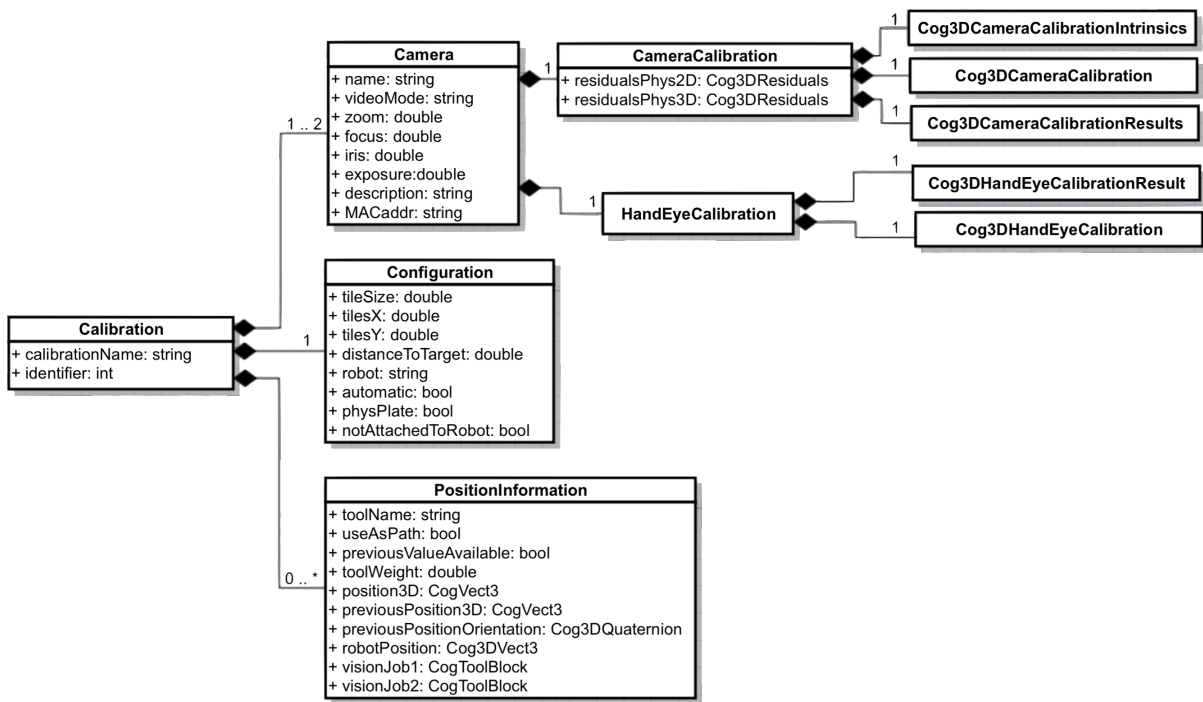 Calibration
+ calibrationName: string
+ identifier: int
1 .. 2
Camera
+ name: string
+ videoMode: string
+ zoom: double
+ focus: double
+ iris: double
+ exposure:double
+ description: string
+ MACaddr: string
1
CameraCalibration
+ residualsPhys2D: Cog3DResiduals
+ residualsPhys3D: Cog3DResiduals
1
Cog3DCameraCalibrationIntrinsics
1
Cog3DCameraCalibration
1
Cog3DCameraCalibrationResults
1
HandEyeCalibration
1
Cog3DHandEyeCalibrationResult
1
Cog3DHandEyeCalibration
1
Configuration
+ tileSize: double
+ tilesX: double
+ tilesY: double
+ distanceToTarget: double
+ robot: string
+ automatic: bool
+ physPlate: bool
+ notAttachedToRobot: bool
0 .. *
PositionInformation
+ toolName: string
+ useAsPath: bool
+ previousValueAvailable: bool
+ toolWeight: double
+ position3D: CogVect3
+ previousPosition3D: CogVect3
+ previousPositionOrientation: Cog3DQuaternion
+ robotPosition: Cog3DVect3
+ visionJob1: CogToolBlock
+ visionJob2: CogToolBlock